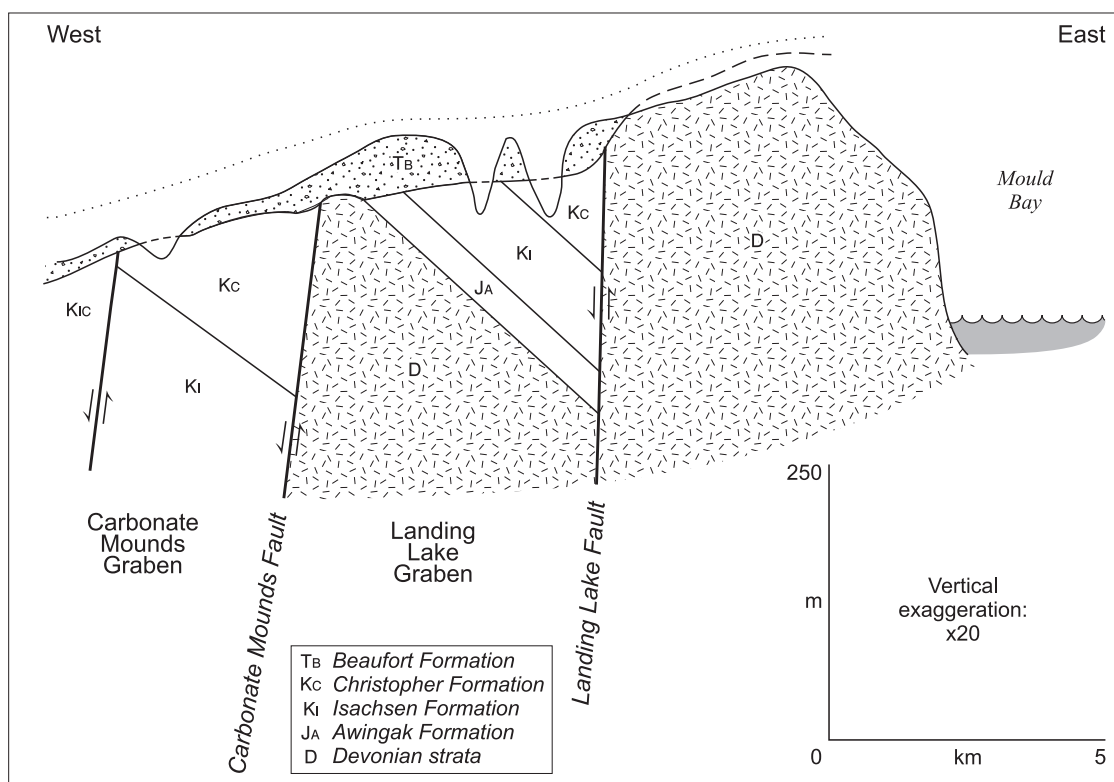 West
East
TB
Mould
Bay
KC
D
KI
KC
JA
KIC
D
KI
250
Carbonate
Mounds
Graben
Landing
Lake
Graben
Carbonate Mounds Fault
Landing Lake Fault
m
Vertical
exaggeration:
x20
TB Beaufort Formation
KC Christopher Formation
KI Isachsen Formation
JA Awingak Formation
D Devonian strata
0 km 5